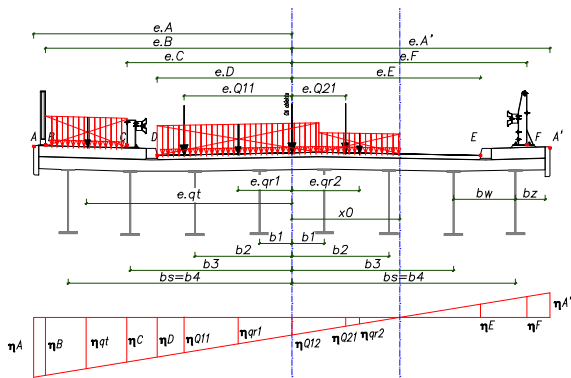 e.A
e.B e.A'
e.C e.F
e.D e.E
e.Q11 e.Q21
A B C D E F A'
e.qr1 e.qr2
e.qt bw bz
x0
b1 b1
b2 b2
b3 b3
bs=b4 bs=b4
ηA'
ηA ηB ηqt ηC ηD ηQ11 ηqr1 ηQ12 ηQ21 ηqr2 ηE ηF